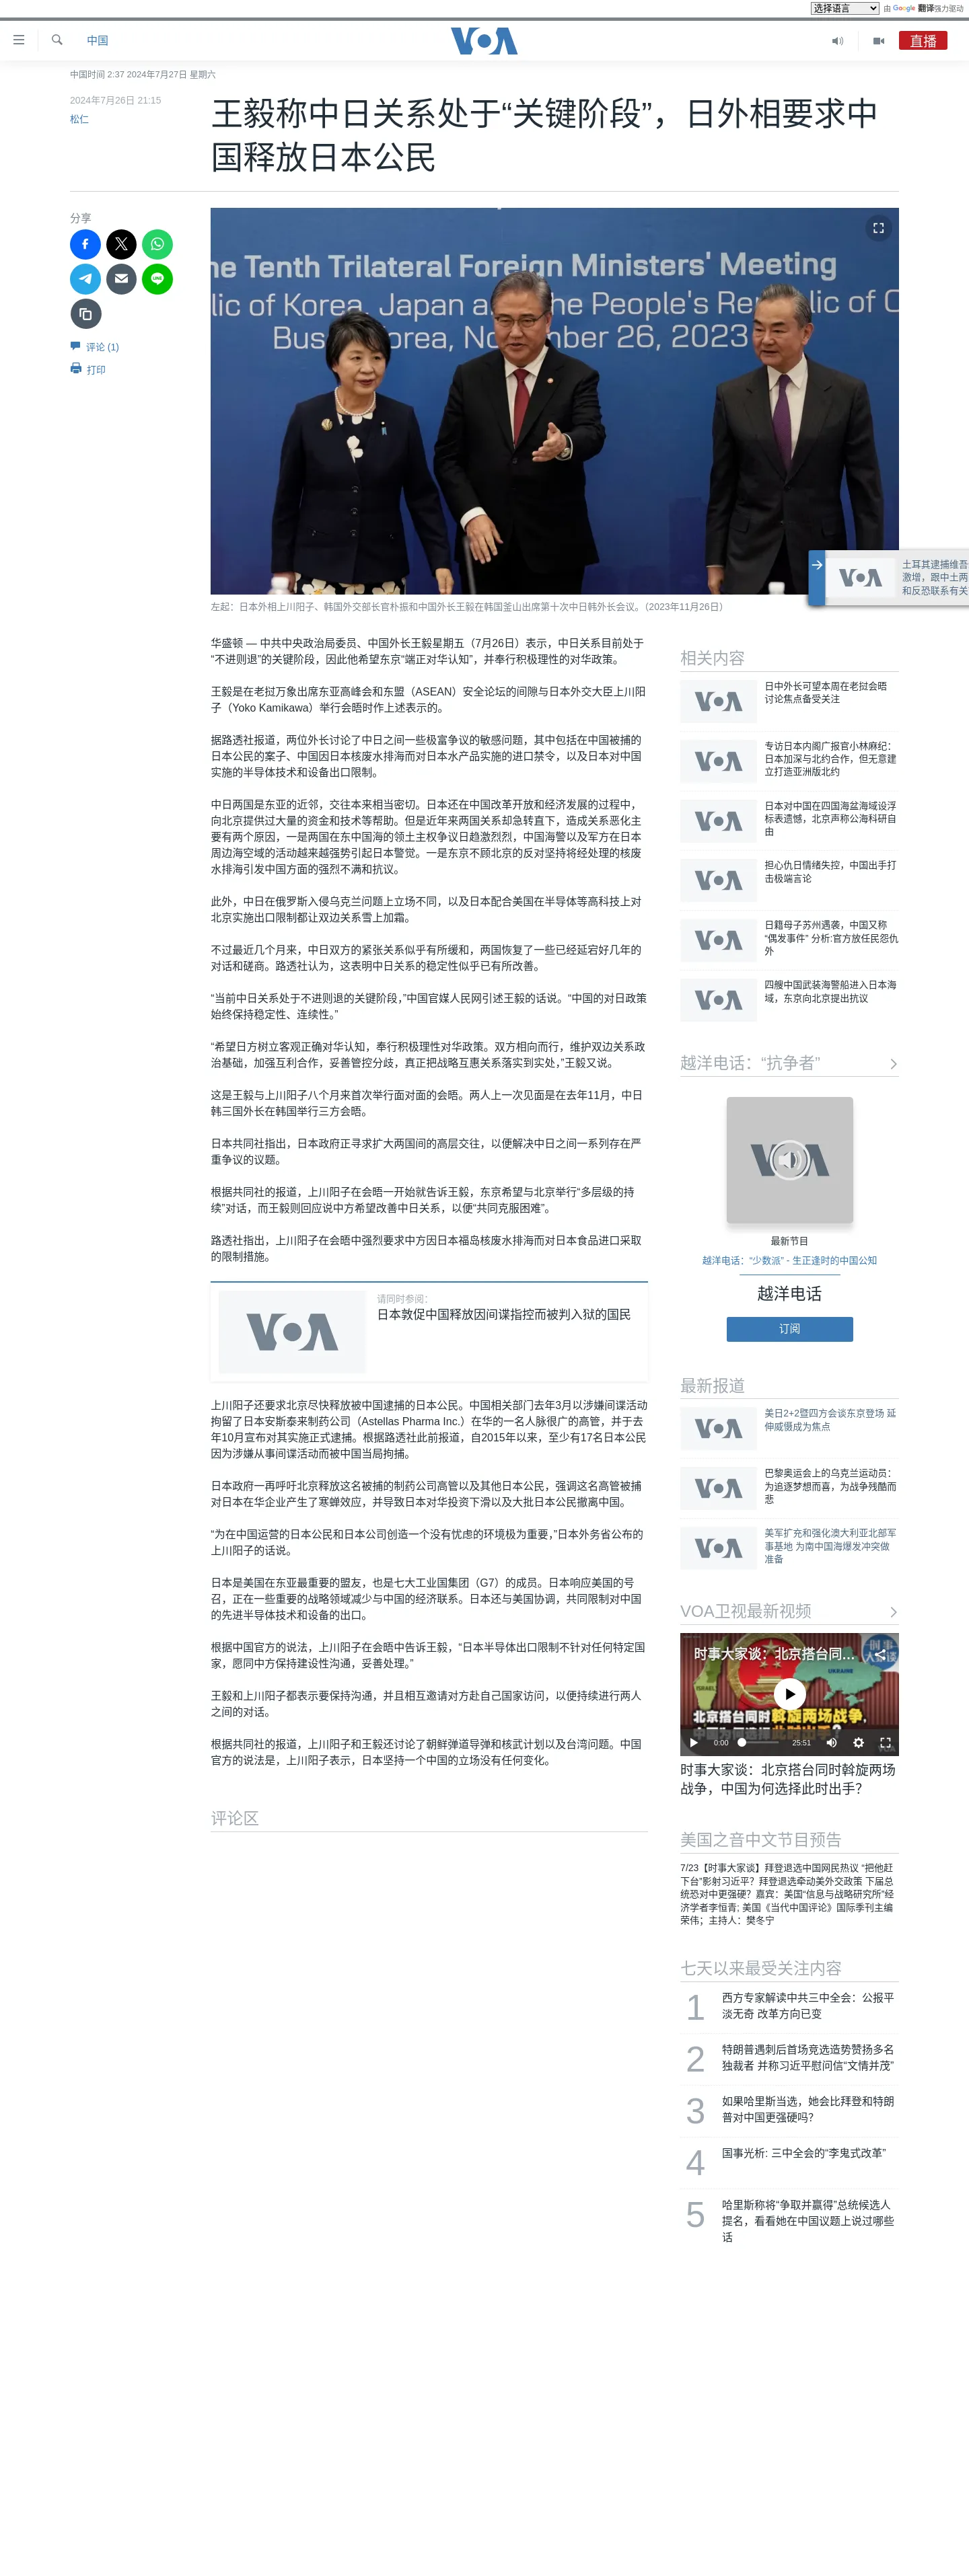 选择语言 由 Google 翻译强力驱动
中国
VOA
直播
中国时间 2:37 2024年7月27日 星期六
2024年7月26日 21:15
松仁
王毅称中日关系处于“关键阶段”，日外相要求中
国释放日本公民
分享
评论 (1)
打印
he Tenth Trilateral Foreign Ministers' Meeting
lic of Korea, Japan a the People's Republic of C
Bus Korea, November 26, 2023
土耳其逮捕维吾
激增，跟中土两
和反恐联系有关
左起：日本外相上川阳子、韩国外交部长官朴振和中国外长王毅在韩国釜山出席第十次中日韩外长会议。（2023年11月26日）
华盛顿 — 中共中央政治局委员、中国外长王毅星期五（7月26日）表示，中日关系目前处于
“不进则退”的关键阶段，因此他希望东京“端正对华认知”，并奉行积极理性的对华政策。
王毅是在老挝万象出席东亚高峰会和东盟（ASEAN）安全论坛的间隙与日本外交大臣上川阳
子（Yoko Kamikawa）举行会晤时作上述表示的。
据路透社报道，两位外长讨论了中日之间一些极富争议的敏感问题，其中包括在中国被捕的
日本公民的案子、中国因日本核废水排海而对日本水产品实施的进口禁令，以及日本对中国
实施的半导体技术和设备出口限制。
中日两国是东亚的近邻，交往本来相当密切。日本还在中国改革开放和经济发展的过程中，
向北京提供过大量的资金和技术等帮助。但是近年来两国关系却急转直下，造成关系恶化主
要有两个原因，一是两国在东中国海的领土主权争议日趋激烈烈，中国海警以及军方在日本
周边海空域的活动越来越强势引起日本警觉。一是东京不顾北京的反对坚持将经处理的核废
水排海引发中国方面的强烈不满和抗议。
此外，中日在俄罗斯入侵乌克兰问题上立场不同，以及日本配合美国在半导体等高科技上对
北京实施出口限制都让双边关系雪上加霜。
不过最近几个月来，中日双方的紧张关系似乎有所缓和，两国恢复了一些已经延宕好几年的
对话和磋商。路透社认为，这表明中日关系的稳定性似乎已有所改善。
“当前中日关系处于不进则退的关键阶段，”中国官媒人民网引述王毅的话说。“中国的对日政策
始终保持稳定性、连续性。”
“希望日方树立客观正确对华认知，奉行积极理性对华政策。双方相向而行，维护双边关系政
治基础，加强互利合作，妥善管控分歧，真正把战略互惠关系落实到实处，”王毅又说。
这是王毅与上川阳子八个月来首次举行面对面的会晤。两人上一次见面是在去年11月，中日
韩三国外长在韩国举行三方会晤。
日本共同社指出，日本政府正寻求扩大两国间的高层交往，以便解决中日之间一系列存在严
重争议的议题。
根据共同社的报道，上川阳子在会晤一开始就告诉王毅，东京希望与北京举行“多层级的持
续”对话，而王毅则回应说中方希望改善中日关系，以便“共同克服困难”。
路透社指出，上川阳子在会晤中强烈要求中方因日本福岛核废水排海而对日本食品进口采取
的限制措施。
VOA
请同时参阅：
日本敦促中国释放因间谍指控而被判入狱的国民
上川阳子还要求北京尽快释放被中国逮捕的日本公民。中国相关部门去年3月以涉嫌间谍活动
拘留了日本安斯泰来制药公司（Astellas Pharma Inc.）在华的一名人脉很广的高管，并于去
年10月宣布对其实施正式逮捕。根据路透社此前报道，自2015年以来，至少有17名日本公民
因为涉嫌从事间谍活动而被中国当局拘捕。
日本政府一再呼吁北京释放这名被捕的制药公司高管以及其他日本公民，强调这名高管被捕
对日本在华企业产生了寒蝉效应，并导致日本对华投资下滑以及大批日本公民撤离中国。
“为在中国运营的日本公民和日本公司创造一个没有忧虑的环境极为重要，”日本外务省公布的
上川阳子的话说。
日本是美国在东亚最重要的盟友，也是七大工业国集团（G7）的成员。日本响应美国的号
召，正在一些重要的战略领域减少与中国的经济联系。日本还与美国协调，共同限制对中国
的先进半导体技术和设备的出口。
根据中国官方的说法，上川阳子在会晤中告诉王毅，“日本半导体出口限制不针对任何特定国
家，愿同中方保持建设性沟通，妥善处理。”
王毅和上川阳子都表示要保持沟通，并且相互邀请对方赴自己国家访问，以便持续进行两人
之间的对话。
根据共同社的报道，上川阳子和王毅还讨论了朝鲜弹道导弹和核武计划以及台湾问题。中国
官方的说法是，上川阳子表示，日本坚持一个中国的立场没有任何变化。
评论区
相关内容
日中外长可望本周在老挝会晤
讨论焦点备受关注
专访日本内阁广报官小林麻纪：
日本加深与北约合作，但无意建
立打造亚洲版北约
日本对中国在四国海盆海域设浮
标表遗憾，北京声称公海科研自
由
担心仇日情绪失控，中国出手打
击极端言论
日籍母子苏州遇袭，中国又称
“偶发事件” 分析:官方放任民怨仇
外
四艘中国武装海警船进入日本海
域，东京向北京提出抗议
越洋电话：“抗争者”
最新节目
越洋电话：“少数派” - 生正逢时的中国公知
越洋电话
订阅
最新报道
美日2+2暨四方会谈东京登场 延
伸威慑成为焦点
巴黎奥运会上的乌克兰运动员：
为追逐梦想而喜，为战争残酷而
悲
美军扩充和强化澳大利亚北部军
事基地 为南中国海爆发冲突做
准备
VOA卫视最新视频
时事大家谈：北京搭台同...
ISRAEL
UKRAINE
北京搭台同时斡旋两场战争，
中国为何选择此时出手？
0:00 25:51
时事大家谈：北京搭台同时斡旋两场
战争，中国为何选择此时出手？
美国之音中文节目预告
7/23【时事大家谈】拜登退选中国网民热议 “把他赶
下台”影射习近平？拜登退选牵动美外交政策 下届总
统恐对中更强硬？嘉宾：美国“信息与战略研究所”经
济学者李恒青; 美国《当代中国评论》国际季刊主编
荣伟；主持人：樊冬宁
七天以来最受关注内容
1 西方专家解读中共三中全会：公报平
淡无奇 改革方向已变
2 特朗普遇刺后首场竞选造势赞扬多名
独裁者 并称习近平慰问信“文情并茂”
3 如果哈里斯当选，她会比拜登和特朗
普对中国更强硬吗？
4 国事光析: 三中全会的“李鬼式改革”
5 哈里斯称将“争取并赢得”总统候选人
提名，看看她在中国议题上说过哪些
话